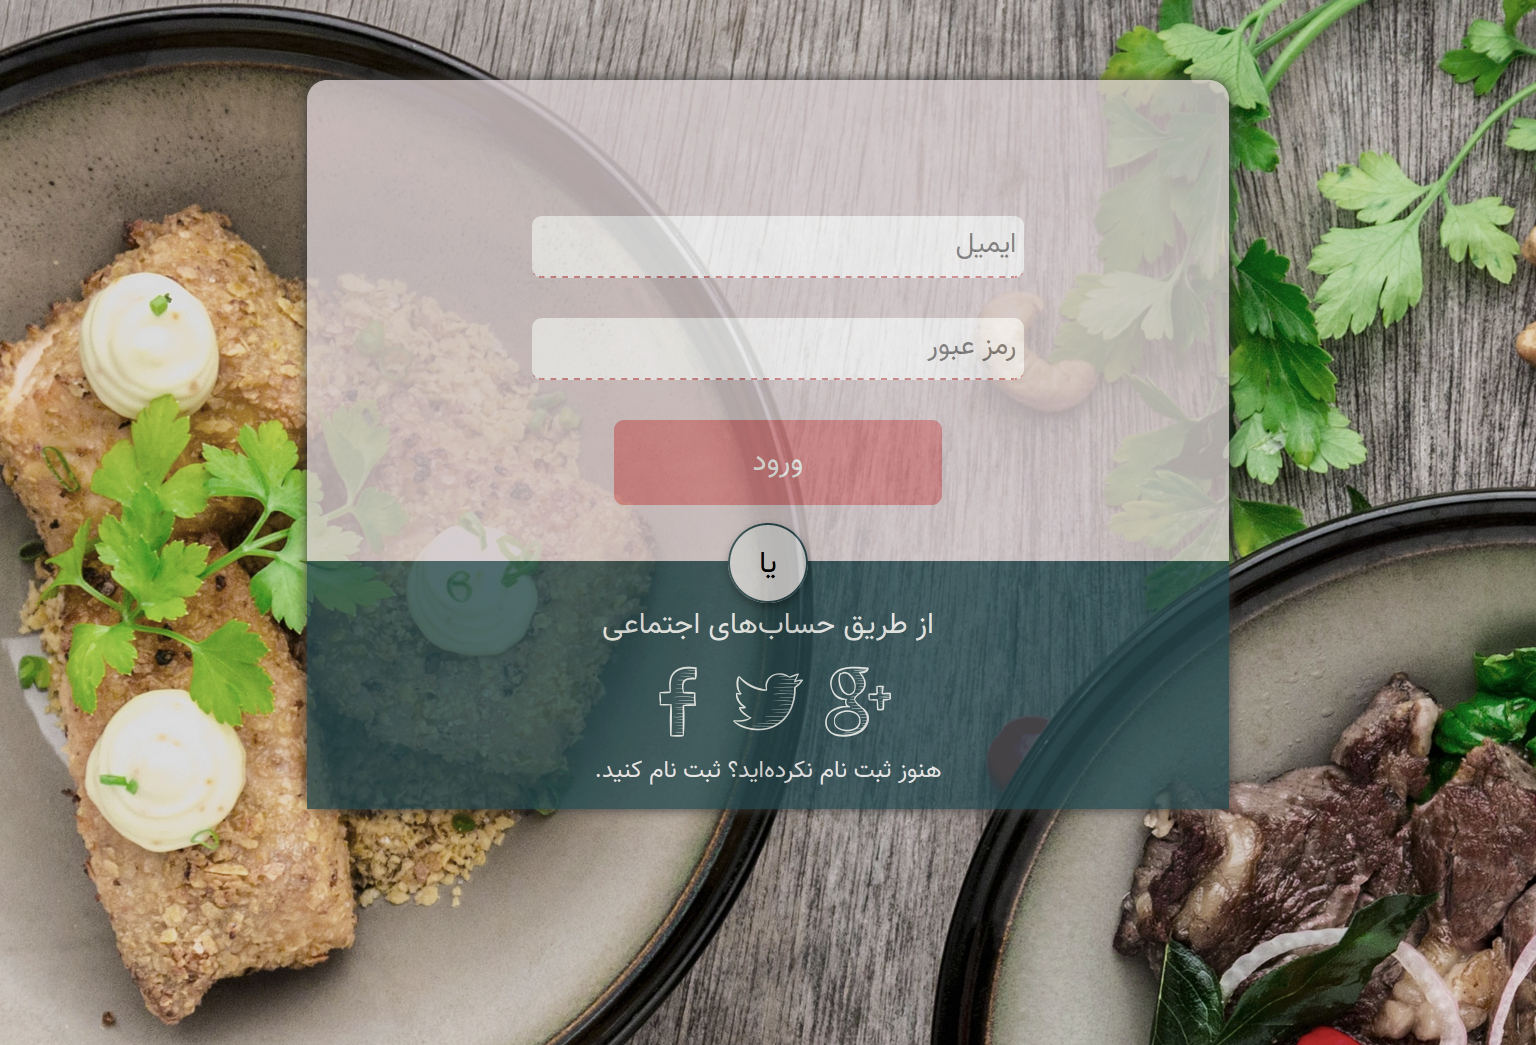 ایمیل
رمز عبور
ورود
یا
از طریق حساب‌های اجتماعی
f g+
هنوز ثبت نام نکرده‌اید؟ ثبت نام کنید.